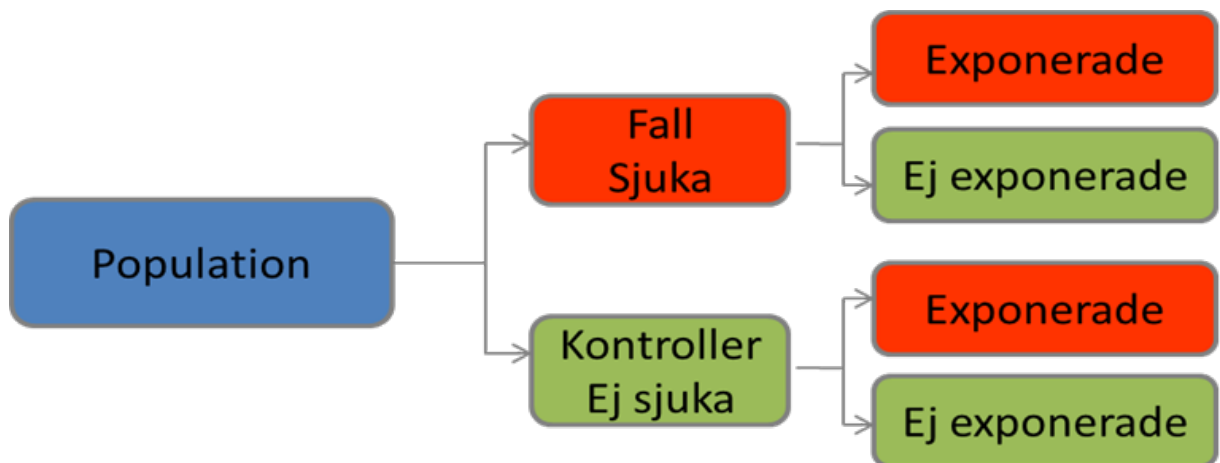 Population
Fall
Sjuka
Exponerade
Ej exponerade
Kontroller
Ej sjuka
Exponerade
Ej exponerade